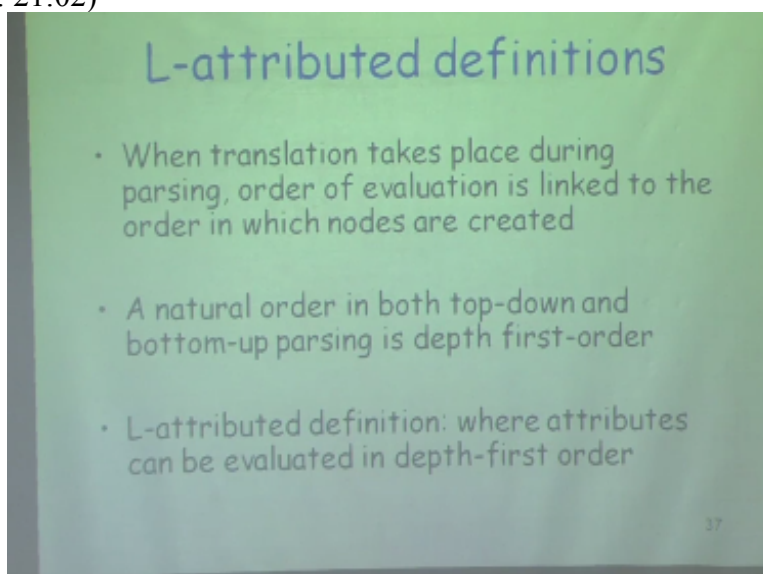 : 21:02)
L-attributed definitions
• When translation takes place during
parsing, order of evaluation is linked to the
order in which nodes are created
• A natural order in both top-down and
bottom-up parsing is depth first-order
• L-attributed definition: where attributes
can be evaluated in depth-first order
37